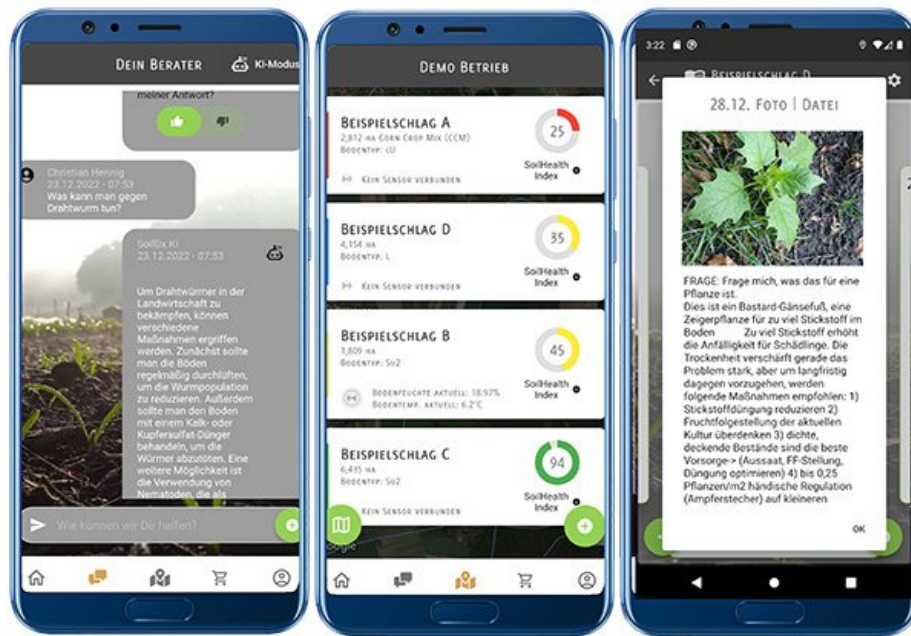 DEIN BERATER
KI-MODUS
meiner Antwort?
Christian Hennig
23.12.2022 - 07:53
Was kann man gegen
Drahtwurm tun?
SoilDx KI
23.12.2022 - 07:53
Um Drahtwürmer in der
Landwirtschaft zu
bekämpfen, können
verschiedene
Maßnahmen ergriffen
werden. Zunächst sollte
man die Böden
regelmäßig durchlüften,
um die Wurmpopulation
zu reduzieren. Außerdem
sollte man den Boden
mit einem Kalk- oder
Kupfersulfat-Dünger
behandeln, um die
Würmer abzutöten. Eine
weitere Möglichkeit ist
die Verwendung von
Nematoden, die als
Wie können wir Dir helfen?
DEMO BETRIEB
BEISPIELSCHLAG A
2,812 HA CORN CROP MIX (CCM)
BODENTYP: LU
KEIN SENSOR VERBUNDEN
25
SoilHealth
Index
BEISPIELSCHLAG D
4,154 HA
BODENTYP: L
KEIN SENSOR VERBUNDEN
35
SoilHealth
Index
BEISPIELSCHLAG B
1,809 HA
BODENTYP: SU2
BODENFEUCHTE AKTUELL: 18.97%
BODENTEMP. AKTUELL: 6.2°C
45
SoilHealth
Index
BEISPIELSCHLAG C
6,415 HA
BODENTYP: SU2
KEIN SENSOR VERBUNDEN
94
SoilHealth
Index
3:22
BEISPIELSCHLAG D
28.12. FOTO | DATEI
FRAGE: Frage mich, was das für eine
Pflanze ist.
Dies ist ein Bastard-Gänsefuß, eine
Zeigerpflanze für zu viel Stickstoff im
Boden Zu viel Stickstoff erhöht
die Anfälligkeit für Schädlinge. Die
Trockenheit verschärft gerade das
Problem stark, aber um langfristig
dagegen vorzugehen, werden
folgende Maßnahmen empfohlen: 1)
Stickstoffdüngung reduzieren 2)
Fruchtfolgestellung der aktuellen
Kultur überdenken 3) dichte,
deckende Bestände sind die beste
Vorsorge-> (Aussaat, FF-Stellung,
Düngung optimieren) 4) bis 0,25
Pflanzen/m2 händische Regulation
(Ampferstecher) auf kleineren
OK